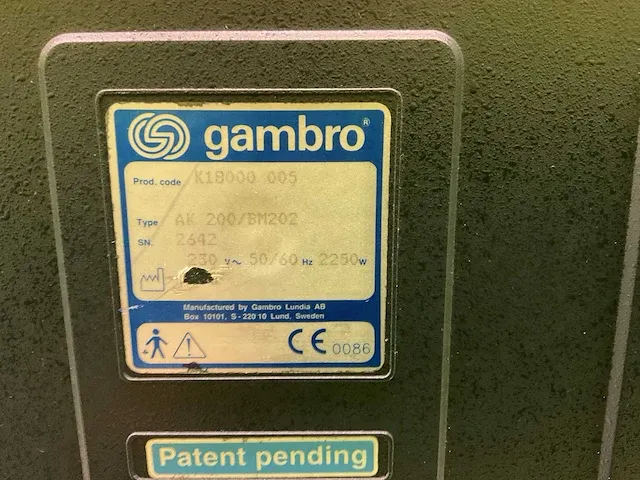 gambro®
Prod. code K18000 005
Type AK 200/BM202
SN. 2642
230 V~ 50/60 Hz 2250W
Manufactured by Gambro Lundia AB
Box 10101, S - 220 10 Lund, Sweden
CE 0086
Patent pending